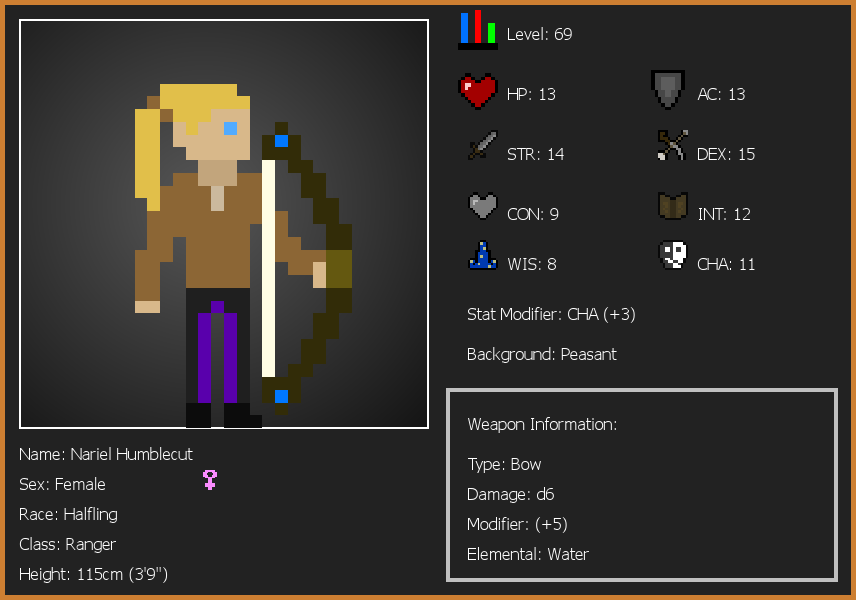 Level: 69
HP: 13
AC: 13
STR: 14
DEX: 15
CON: 9
INT: 12
WIS: 8
CHA: 11
Stat Modifier: CHA (+3)
Background: Peasant
Weapon Information:
Type: Bow
Damage: d6
Modifier: (+5)
Elemental: Water
Name: Nariel Humblecut
Sex: Female
Race: Halfling
Class: Ranger
Height: 115cm (3'9")